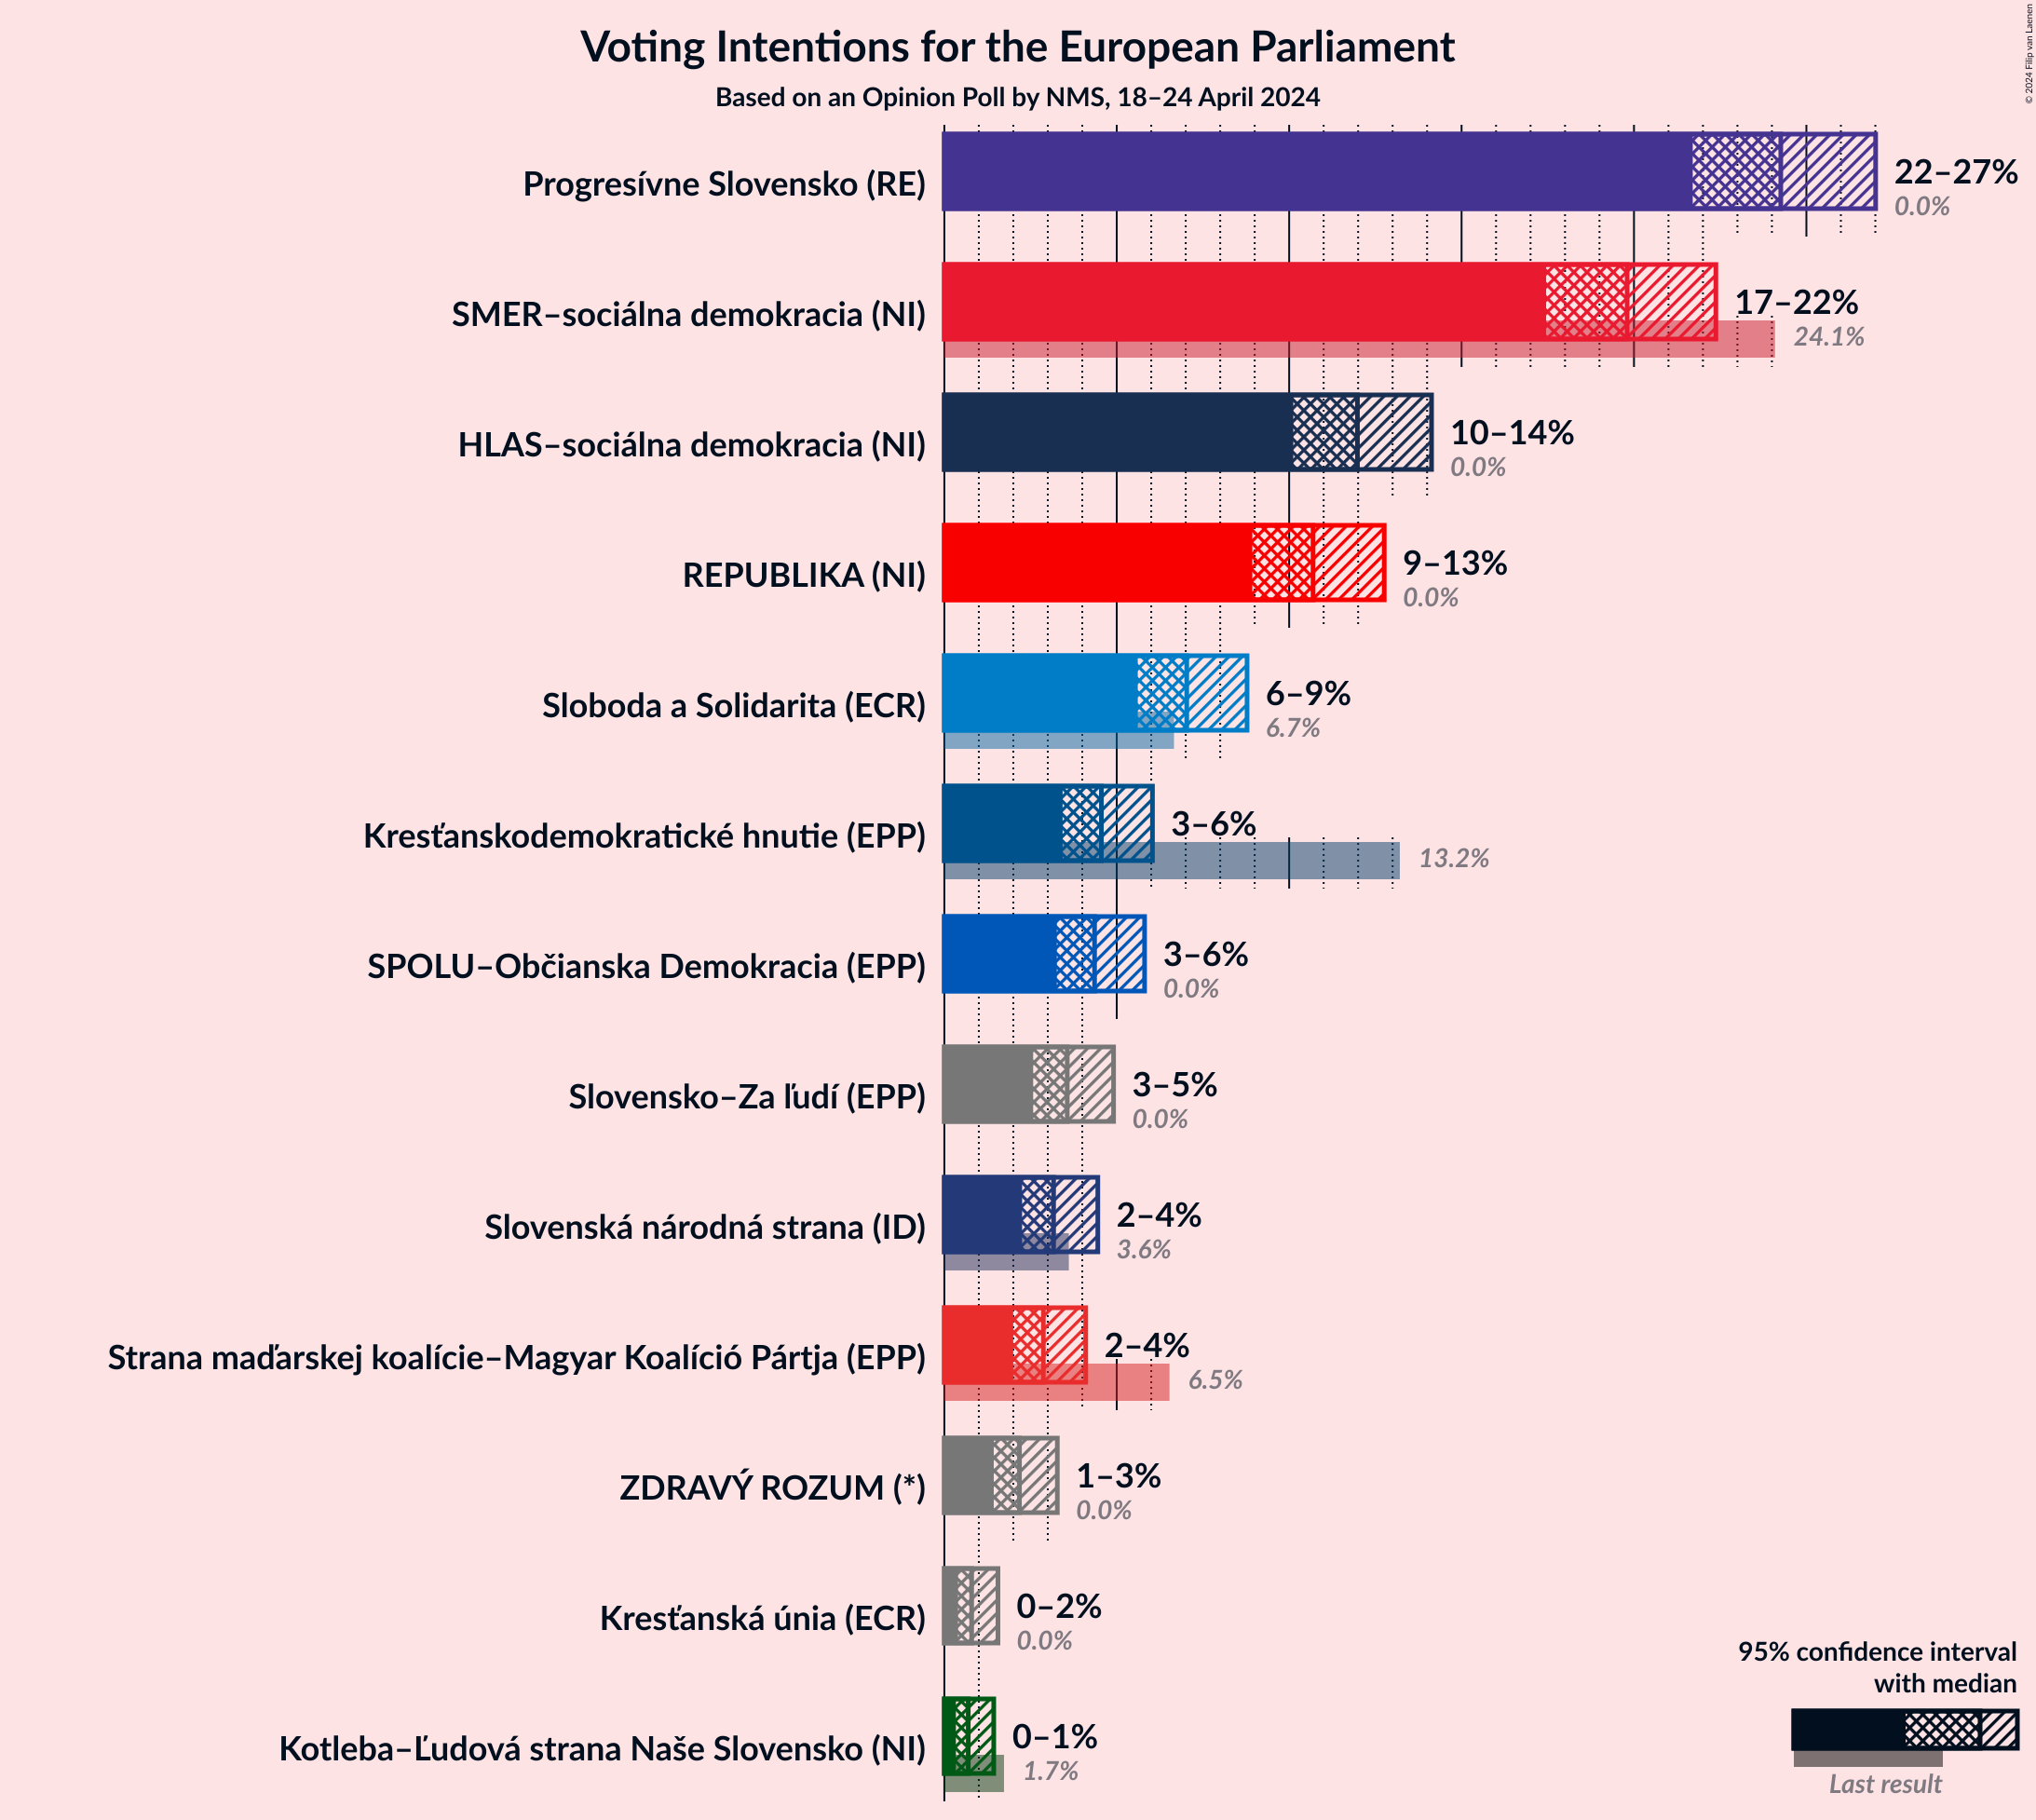 Voting Intentions for the European Parliament
Based on an Opinion Poll by NMS, 18–24 April 2024
© 2024 Filip van Laenen
Progresívne Slovensko (RE)
22–27%
0.0%
SMER–sociálna demokracia (NI)
17–22%
24.1%
HLAS–sociálna demokracia (NI)
10–14%
0.0%
REPUBLIKA (NI)
9–13%
0.0%
Sloboda a Solidarita (ECR)
6–9%
6.7%
Kresťanskodemokratické hnutie (EPP)
3–6%
13.2%
SPOLU–Občianska Demokracia (EPP)
3–6%
0.0%
Slovensko–Za ľudí (EPP)
3–5%
0.0%
Slovenská národná strana (ID)
2–4%
3.6%
Strana maďarskej koalície–Magyar Koalíció Pártja (EPP)
2–4%
6.5%
ZDRAVÝ ROZUM (*)
1–3%
0.0%
Kresťanská únia (ECR)
0–2%
0.0%
Kotleba–Ľudová strana Naše Slovensko (NI)
0–1%
1.7%
95% confidence interval
with median
Last result